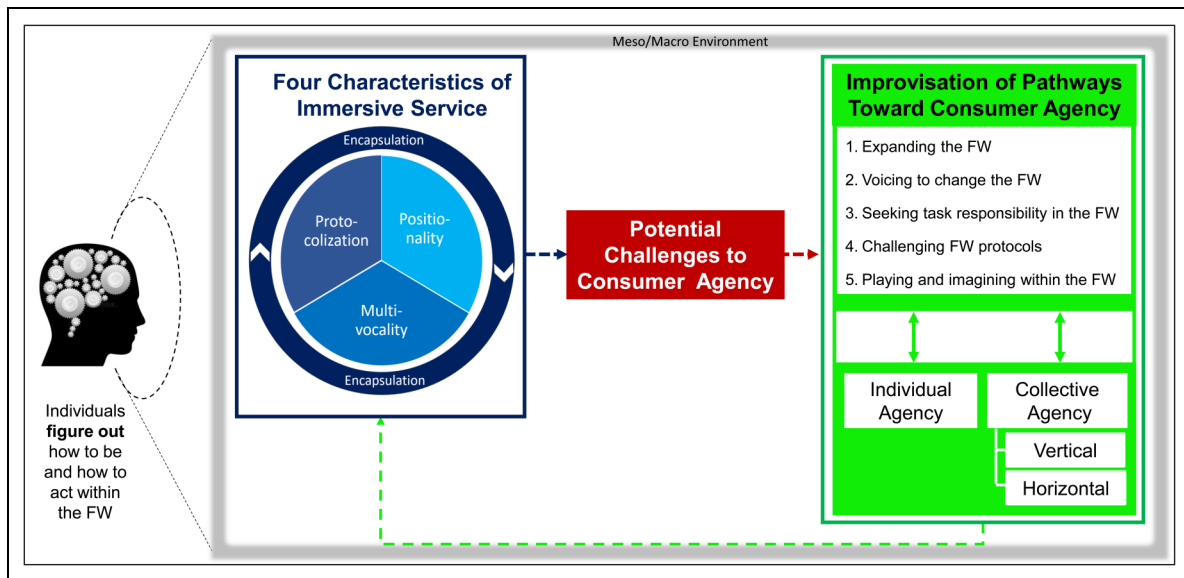 Meso/Macro Environment
Four Characteristics of
Immersive Service
Encapsulation
Proto-
colization
Positio-
nality
Multi-
vocality
Encapsulation
Potential
Challenges to
Consumer Agency
Improvisation of Pathways
Toward Consumer Agency
1. Expanding the FW
2. Voicing to change the FW
3. Seeking task responsibility in the FW
4. Challenging FW protocols
5. Playing and imagining within the FW
Individual
Agency
Collective
Agency
Vertical
Horizontal
Individuals
figure out
how to be
and how to
act within
the FW